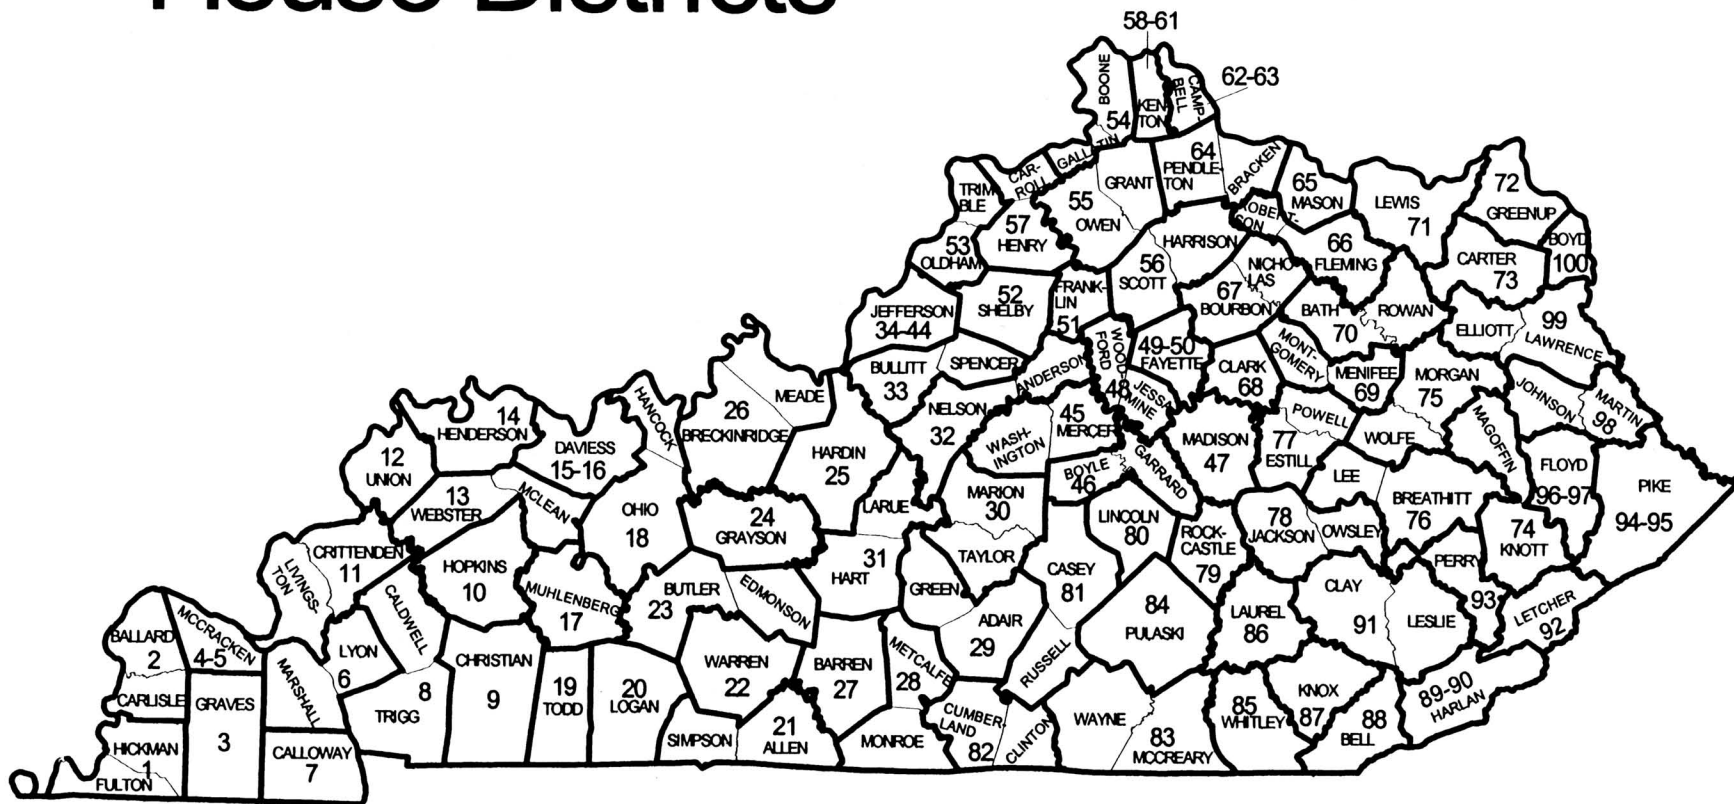 House Districts
58-61
62-63
BOONE
54
KEN-
TON
CAMP-
BELL
GALLATIN
CAR-
ROLL
TRIM
BLE
64
PENDLE-
TON
BRACKEN
GRANT
55
OWEN
57
HENRY
53
OLDHAM
65
MASON
ROBERT-
SON
LEWIS
71
72
GREENUP
BOYD
100
CARTER
73
66
FLEMING
HARRISON
56
SCOTT
NICHO
LAS
67
BOURBON
FRANK-
LIN
51
52
SHELBY
JEFFERSON
34-44
BATH
70
ROWAN
ELLIOTT
99
LAWRENCE
WOOD
FORD
48
49-50
FAYETTE
CLARK
68
MONT-
GOMERY
MENIFEE
69
MORGAN
75
JOHNSON
MARTIN
98
MAGOFFIN
SPENCER
ANDERSON
BULLITT
33
NELSON
32
JESSA
MINE
45
MERCER
WASH-
INGTON
MADISON
47
POWELL
77
ESTILL
WOLFE
LEE
FLOYD
96-97
PIKE
94-95
BOYLE
46
GARRARD
MEADE
26
BRECKINRIDGE
HANCOCK
HARDIN
25
LARUE
14
HENDERSON
DAVIESS
15-16
12
UNION
13
WEBSTER
MCLEAN
OHIO
18
24
GRAYSON
MARION
30
LINCOLN
80
ROCK-
CASTLE
79
78
JACKSON
OWSLEY
BREATHITT
76
74
KNOTT
PERRY
93
LETCHER
92
CRITTENDEN
11
LIVINGS-
TON
HOPKINS
10
CALDWELL
MUHLENBERG
17
BUTLER
23
EDMONSON
31
HART
GREEN
TAYLOR
CASEY
81
ADAIR
29
84
PULASKI
LAUREL
86
CLAY
91
LESLIE
BALLARD
2
MCCRACKEN
4-5
CARLISLE
GRAVES
3
MARSHALL
LYON
6
8
TRIGG
CHRISTIAN
9
19
TODD
20
LOGAN
WARREN
22
BARREN
27
METCALFE
28
RUSSELL
KNOX
87
85
WHITLEY
88
BELL
89-90
HARLAN
HICKMAN
1
FULTON
CALLOWAY
7
SIMPSON
21
ALLEN
MONROE
CUMBER-
LAND
82
CLINTON
WAYNE
83
MCCREARY